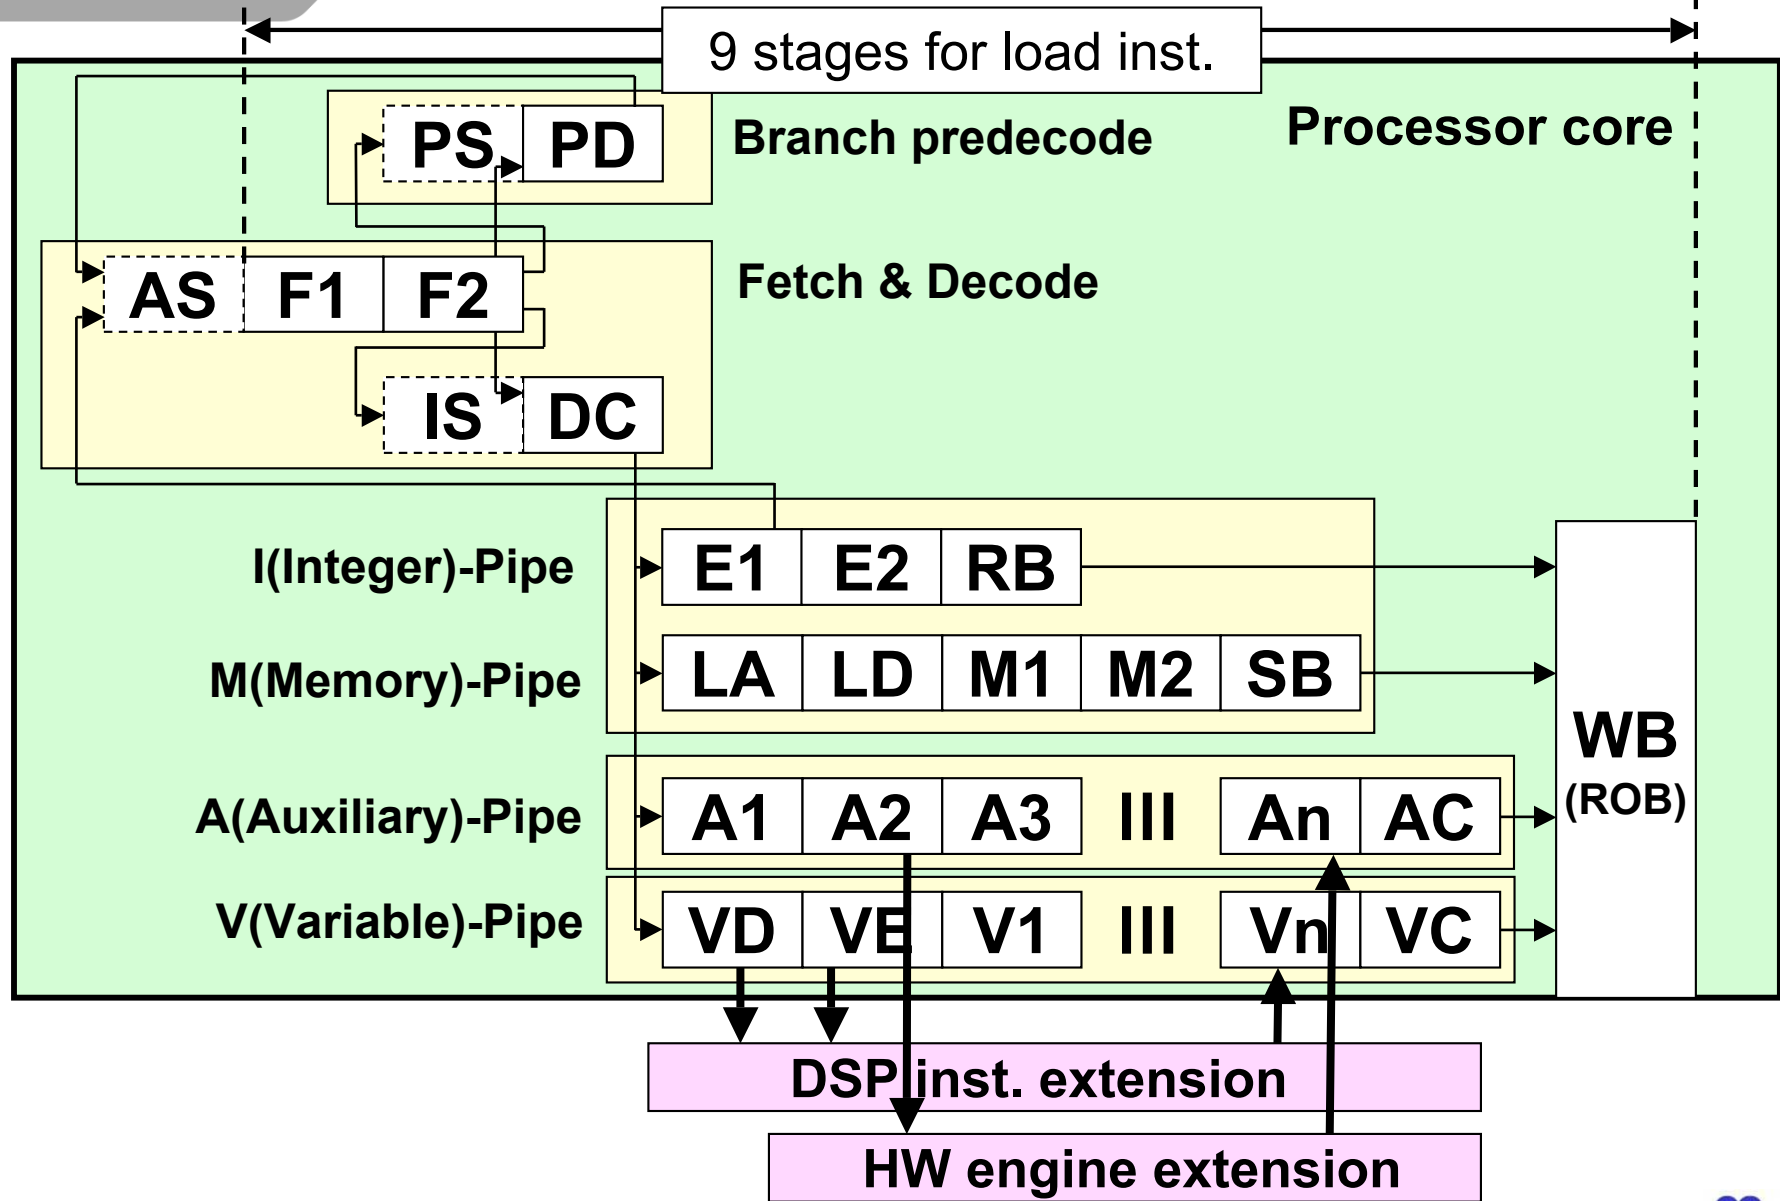 9 stages for load inst.
PS PD
Branch predecode
Processor core
AS F1 F2
Fetch & Decode
IS DC
I(Integer)-Pipe
E1 E2 RB
M(Memory)-Pipe
LA LD M1 M2 SB
WB
(ROB)
A(Auxiliary)-Pipe
A1 A2 A3 III An AC
V(Variable)-Pipe
VD VE V1 III Vn VC
DSP inst. extension
HW engine extension